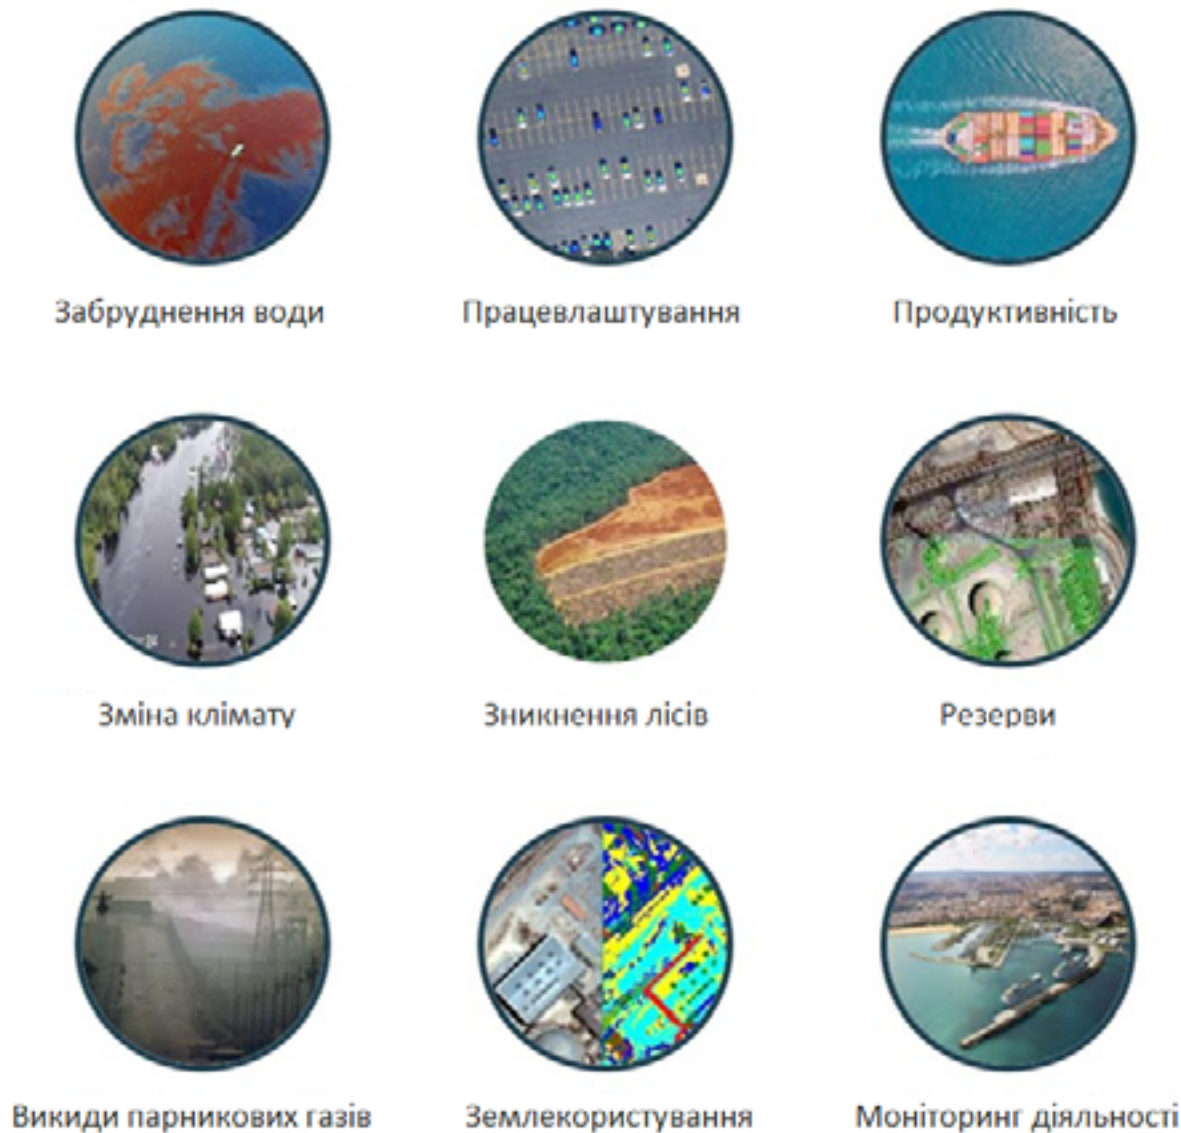 Забруднення води
Працевлаштування
Продуктивність
Зміна клімату
Зникнення лісів
Резерви
Викиди парникових газів
Землекористування
Моніторинг діяльності